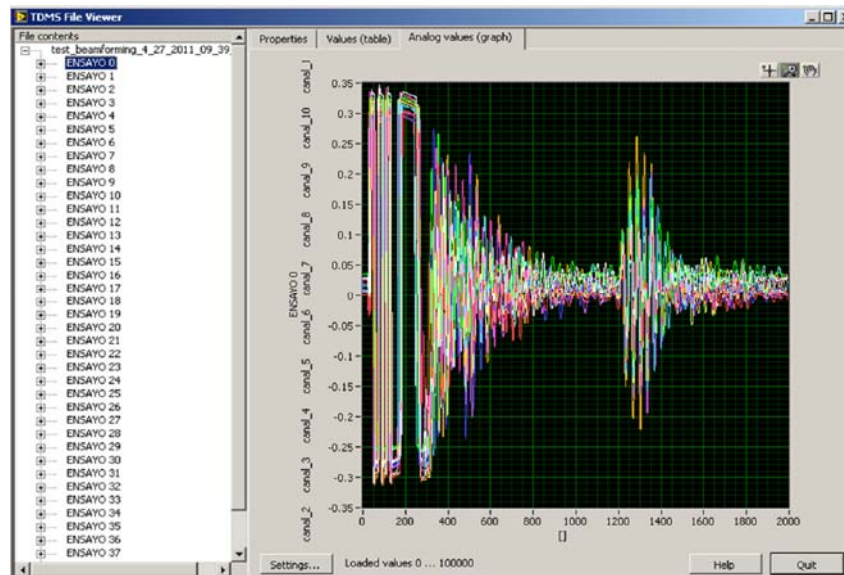 TDMS File Viewer
File contents
test_beamforming_4_27_2011_09_39_
ENSAYO 0
ENSAYO 1
ENSAYO 2
ENSAYO 3
ENSAYO 4
ENSAYO 5
ENSAYO 6
ENSAYO 7
ENSAYO 8
ENSAYO 9
ENSAYO 10
ENSAYO 11
ENSAYO 12
ENSAYO 13
ENSAYO 14
ENSAYO 15
ENSAYO 16
ENSAYO 17
ENSAYO 18
ENSAYO 19
ENSAYO 20
ENSAYO 21
ENSAYO 22
ENSAYO 23
ENSAYO 24
ENSAYO 25
ENSAYO 26
ENSAYO 27
ENSAYO 28
ENSAYO 29
ENSAYO 30
ENSAYO 31
ENSAYO 32
ENSAYO 33
ENSAYO 34
ENSAYO 35
ENSAYO 36
ENSAYO 37
Properties
Values (table)
Analog values (graph)
canal_1
canal_10
canal_9
canal_8
canal_7
canal_6
canal_5
canal_4
canal_3
canal_2
ENSAYO 0
0.35
0.3
0.25
0.2
0.15
0.1
0.05
0
-0.05
-0.1
-0.15
-0.2
-0.25
-0.3
-0.35
0
200
400
600
800
1000
1200
1400
1600
1800
2000
[]
Settings...
Loaded values 0 ... 100000
Help
Quit